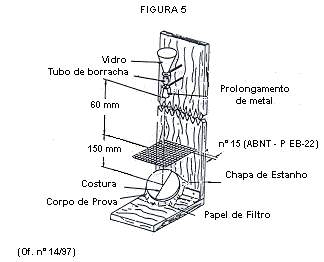 FIGURA 5
Vidro
Tubo de borracha
Prolongamento
de metal
60 mm
nº 15 (ABNT - P EB-22)
150 mm
Chapa de Estanho
Costura
Corpo de Prova
Papel de Filtro
(Of. nº 14/97)